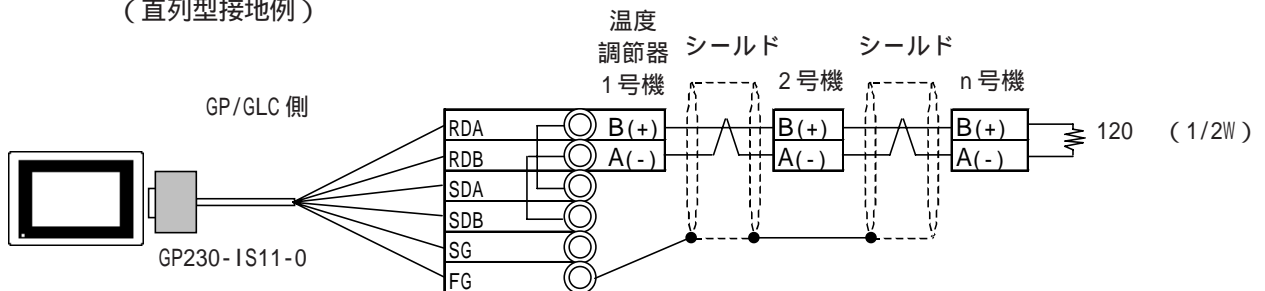 (直列型接地例)
温度
調節器
1号機
シールド
2号機
シールド
n号機
GP/GLC側
RDA
RDB
SDA
SDB
SG
FG
B(+)
A(-)
B(+)
A(-)
B(+)
A(-)
120 (1/2W)
GP230-IS11-0